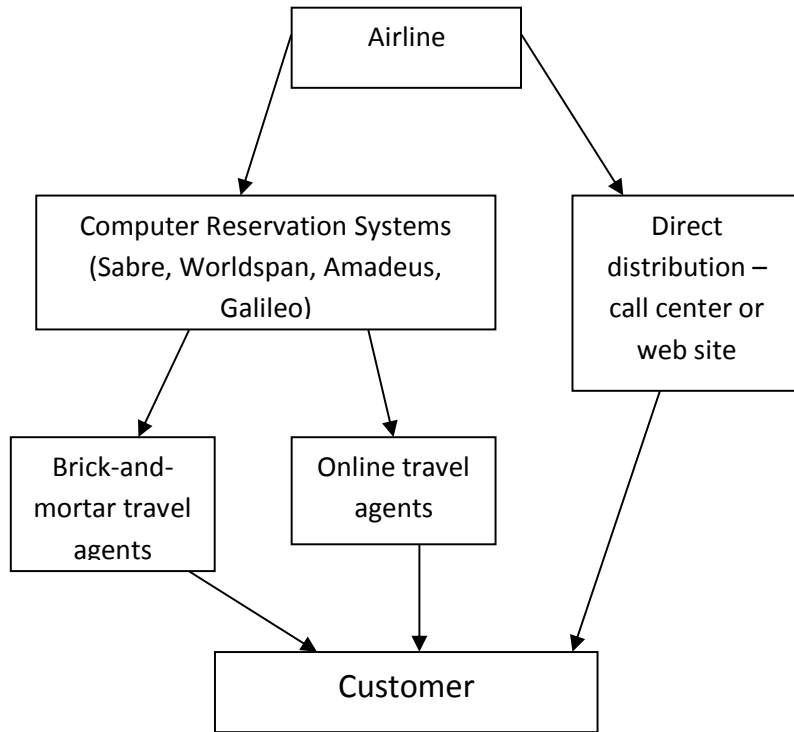 Airline
Computer Reservation Systems
(Sabre, Worldspan, Amadeus,
Galileo)
Direct
distribution –
call center or
web site
Brick-and-
mortar travel
agents
Online travel
agents
Customer